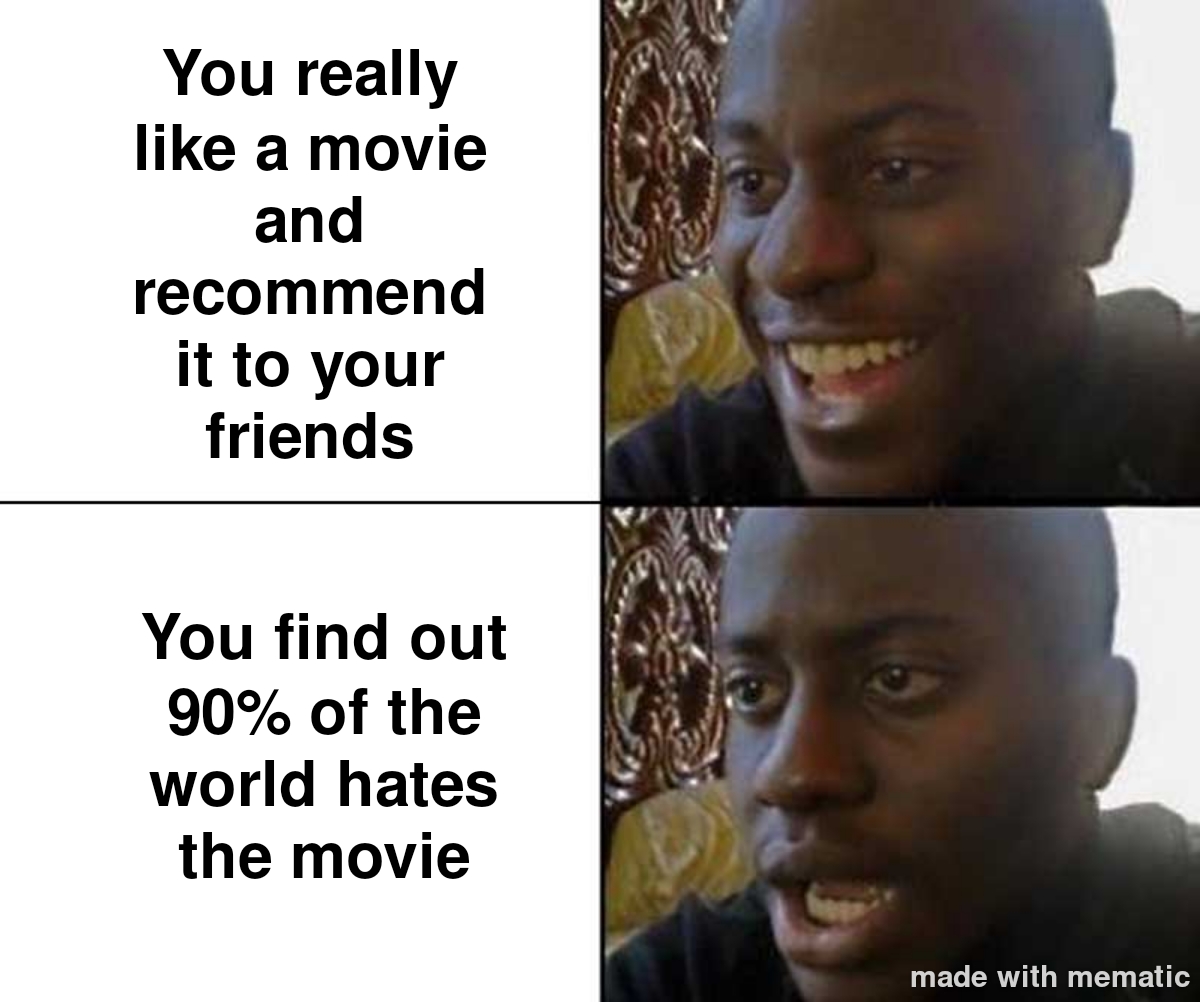 You really
like a movie
and
recommend
it to your
friends
You find out
90% of the
world hates
the movie
made with mematic